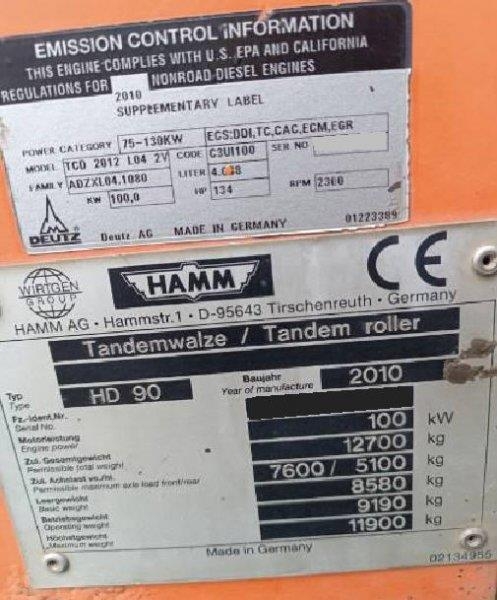 EMISSION CONTROL INFORMATION
THIS ENGINE COMPLIES WITH U.S. EPA AND CALIFORNIA
REGULATIONS FOR 2010 NONROAD DIESEL ENGINES
SUPPLEMENTARY LABEL
POWER CATEGORY 75-130KW ECS:DDI,TC,CAC,ECM,EGR
MODEL TCD 2012 L04 2V CODE C3UI100 SER NO
FAMILY ADZXL04.1080 LITER 4.038
KW 100,0 HP 134 RPM 2300
DEUTZ Deutz AG MADE IN GERMANY 01223389
WIRTGEN GROUP HAMM CE
HAMM AG · Hammstr.1 · D-95643 Tirschenreuth · Germany
Tandemwalze / Tandem roller
Typ
Type HD 90 Baujahr
Year of manufacture 2010
Fz.-Ident.Nr.
Serial No.
Motorleistung
Engine power 100 kW
Zul. Gesamtgewicht
Permissible total weight 12700 kg
Zul. Achslast vo./hi.
Permissible maximum axle load front/rear 7600 / 5100 kg
Leergewicht
Basic weight 8580 kg
Betriebsgewicht
Operating weight 9190 kg
Höchstgewicht
Maximum weight 11900 kg
Made in Germany
02134955